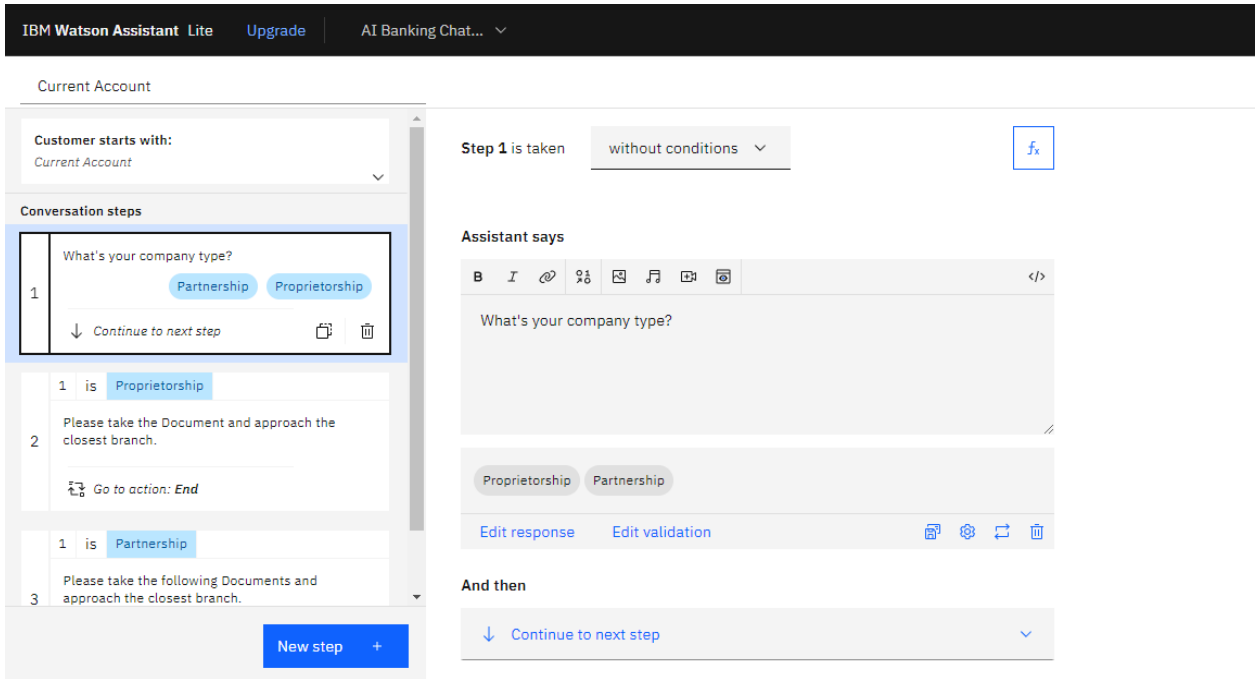 IBM Watson Assistant Lite Upgrade AI Banking Chat...
Current Account
Customer starts with:
Current Account
Conversation steps
1
What's your company type?
Partnership Proprietorship
Continue to next step
2
1 is Proprietorship
Please take the Document and approach the
closest branch.
Go to action: End
3
1 is Partnership
Please take the following Documents and
approach the closest branch.
New step +
Step 1 is taken without conditions
fx
Assistant says
B I </>
What's your company type?
Proprietorship Partnership
Edit response Edit validation
And then
Continue to next step